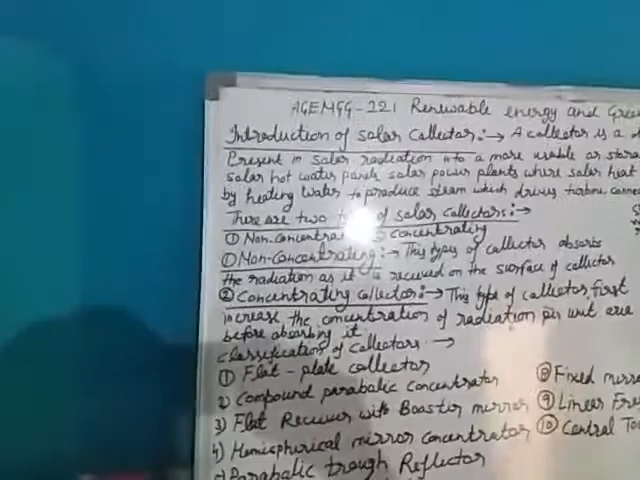 AGEMGG-221 Renewable energy and Gree
Introduction of solar Collector:→ A collector is a d
Present in solar radiation into a more usable or stora
solar hot water panels solar power plants where solar heat
by heating water to produce steam which drives turbine connec
There are two of solar collectors:→
① Non-Concentra concentrating
① Non-Concentrating:→ This types of collector absorbs
the radiation as it is received on the surface of collector
② Concentrating Collector:→ This type of collector, first
increase the concentration of radiation per unit area
before absorbing it
Classification of Collectors →
① Flat-plate collector
2) Compound parabolic concentrator
⑧ Fixed mirro
3) Flat Receiver with Booster mirror
⑨ Linear Fre
4) Hemispherical mirror concentrator
⑩ Central To
Parabolic trough Reflector